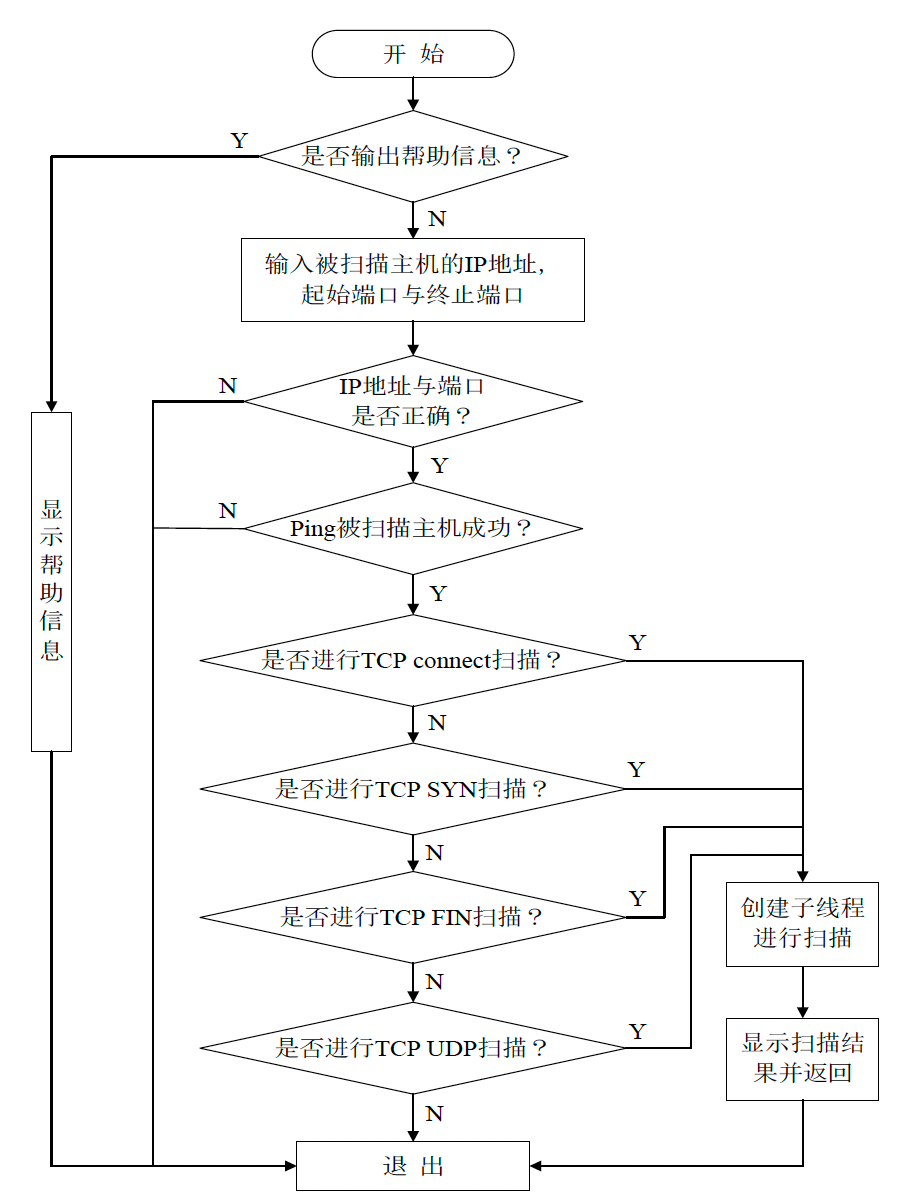 开 始
Y
是否输出帮助信息？
N
输入被扫描主机的IP地址,
起始端口与终止端口
N
IP地址与端口
是否正确？
Y
显示帮助信息
N
Ping被扫描主机成功？
Y
是否进行TCP connect扫描？
Y
N
是否进行TCP SYN扫描？
Y
N
是否进行TCP FIN扫描？
Y
创建子线程
进行扫描
N
是否进行TCP UDP扫描？
Y
显示扫描结
果并返回
N
退 出